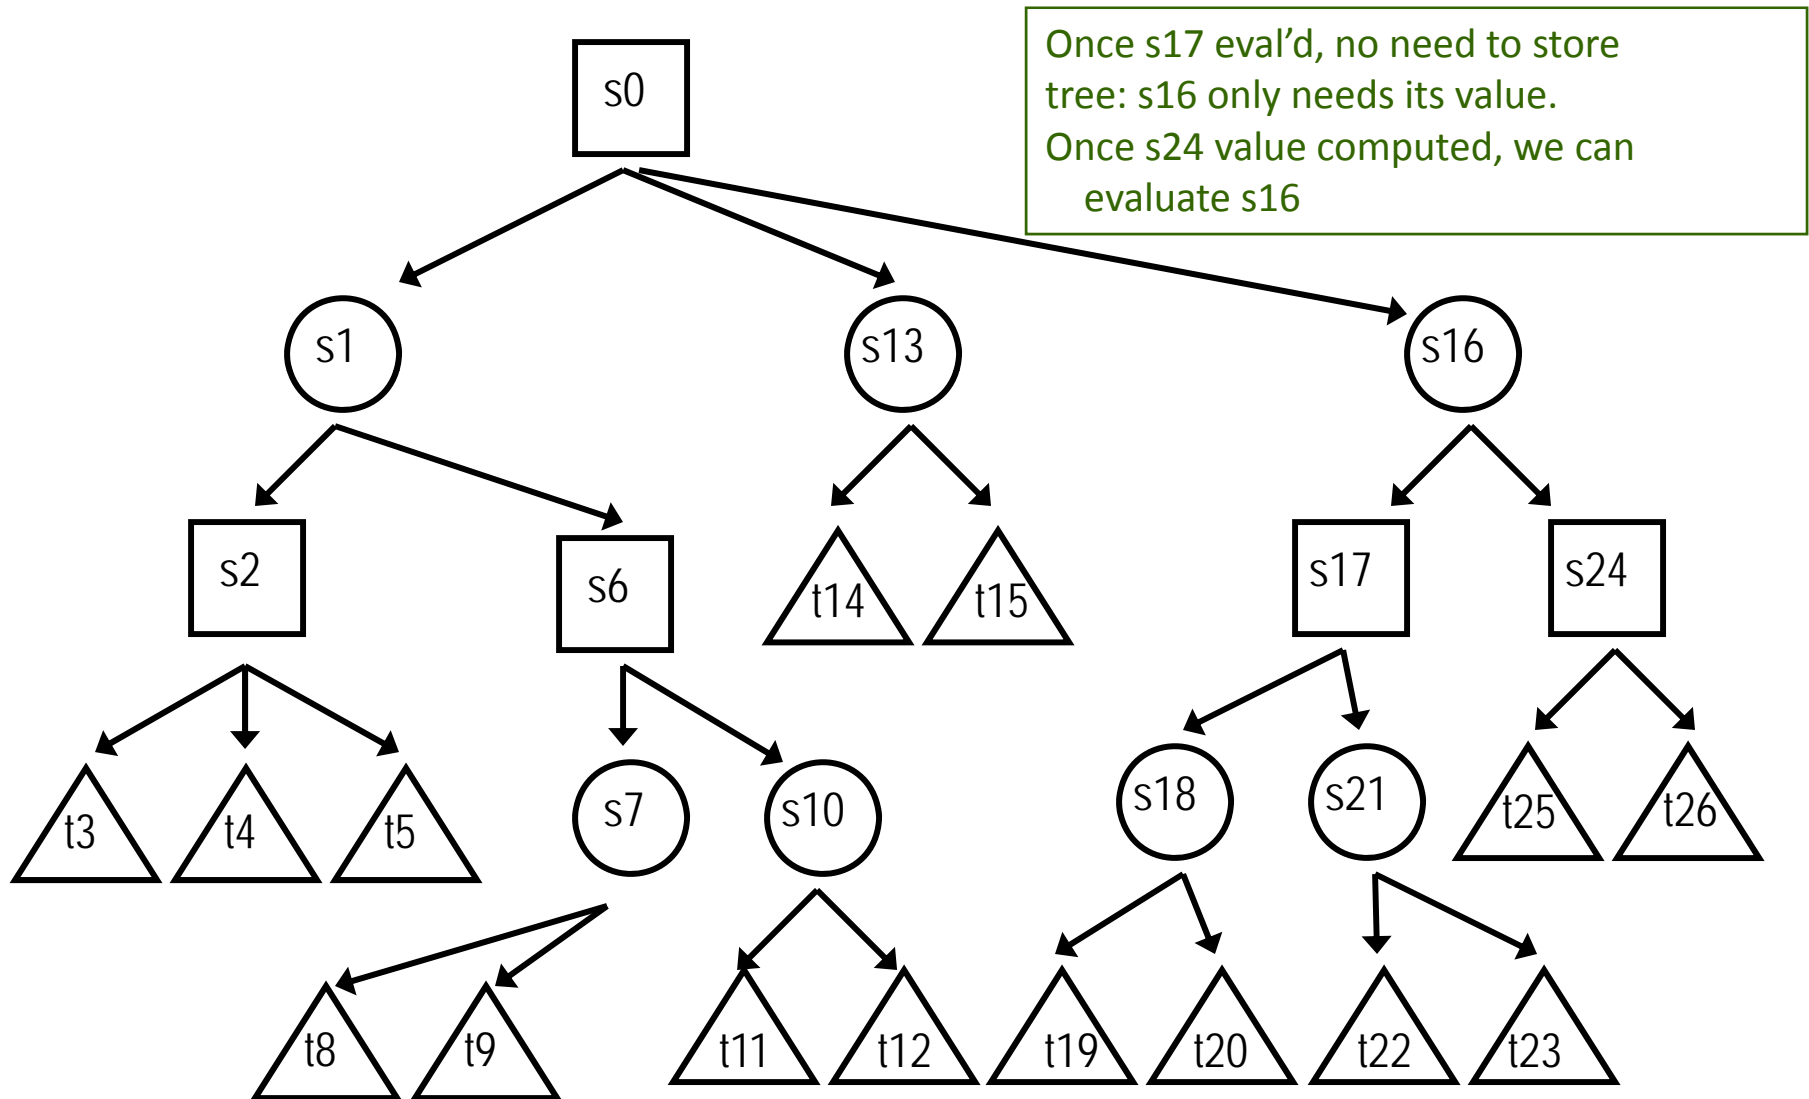 s0
Once s17 eval’d, no need to store
tree: s16 only needs its value.
Once s24 value computed, we can
evaluate s16
s1
s13
s16
s2
s6
t14
t15
s17
s24
t3
t4
t5
s7
s10
s18
s21
t25
t26
t8
t9
t11
t12
t19
t20
t22
t23